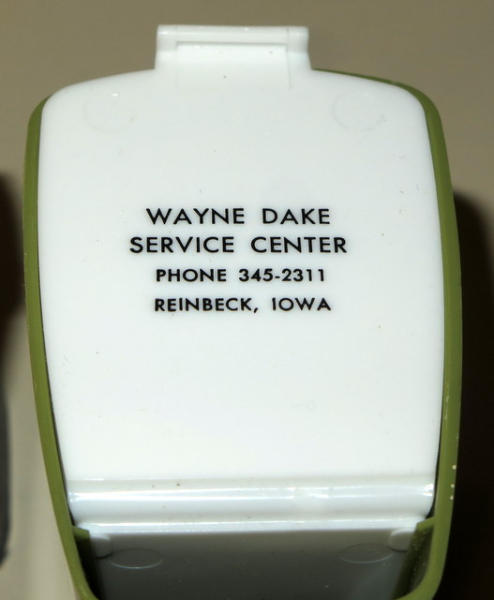 WAYNE DAKE
SERVICE CENTER
PHONE 345-2311
REINBECK, IOWA